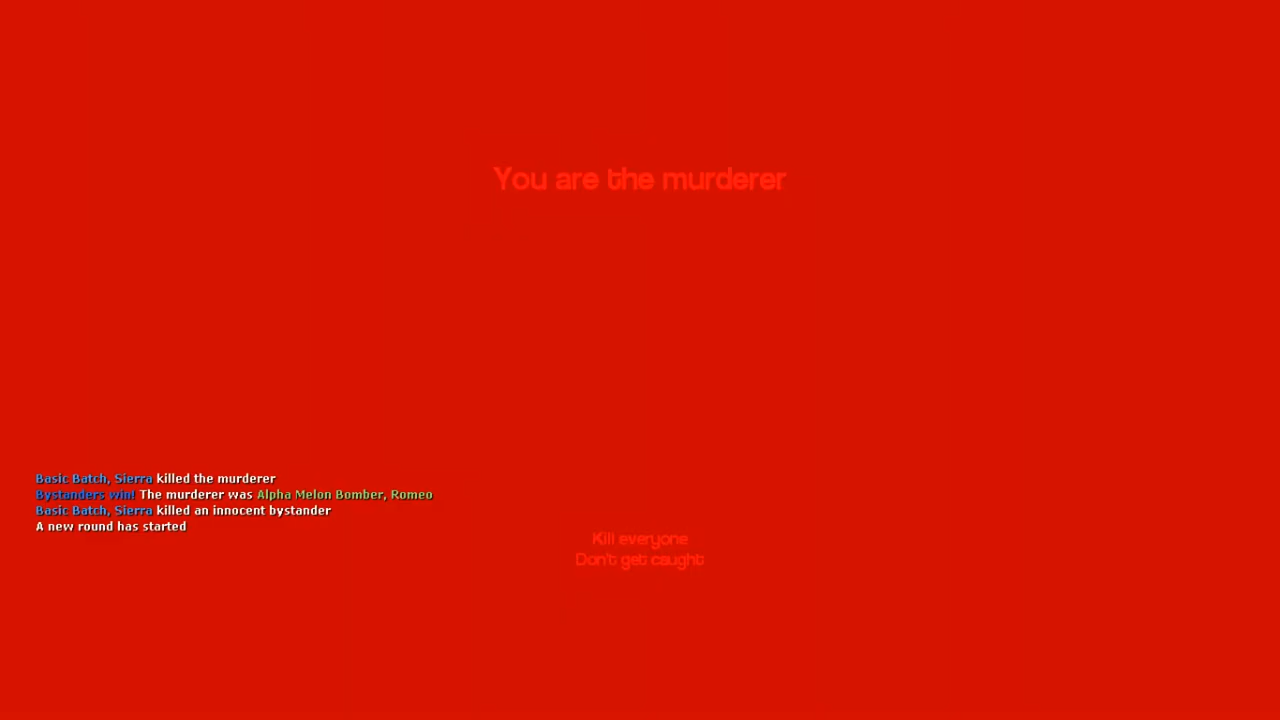 You are the murderer
Basic Batch, Sierra killed the murderer
Bystanders win! The murderer was Alpha Melon Bomber, Romeo
Basic Batch, Sierra killed an innocent bystander
A new round has started
Kill everyone
Don't get caught